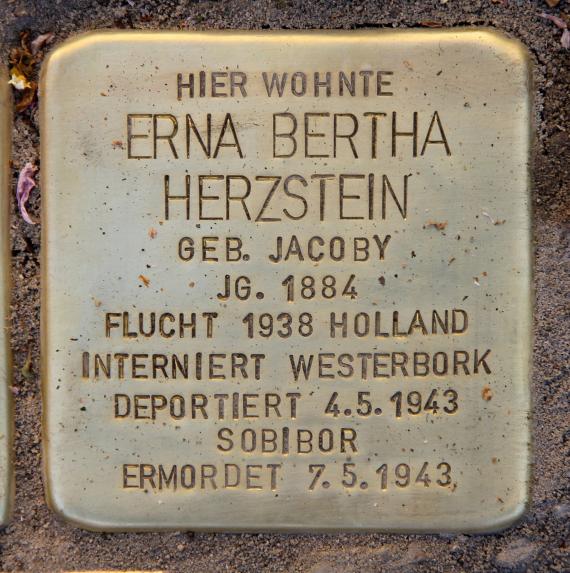 HIER WOHNTE
ERNA BERTHA
HERZSTEIN
GEB. JACOBY
JG. 1884
FLUCHT 1938 HOLLAND
INTERNIERT WESTERBORK
DEPORTIERT 4.5.1943
SOBIBOR
ERMORDET 7.5.1943